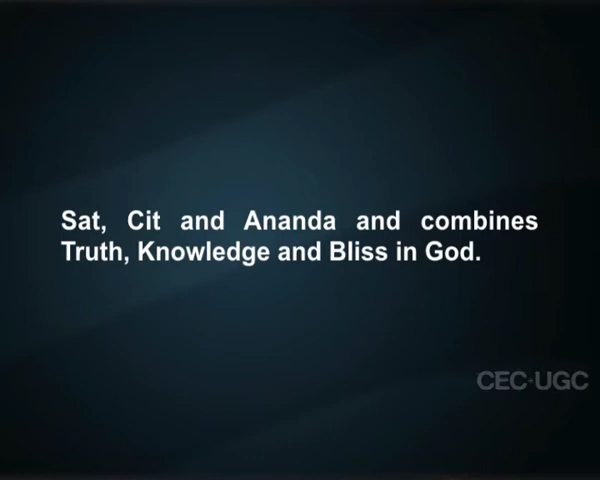 Sat, Cit and Ananda and combines
Truth, Knowledge and Bliss in God.
CEC-UGC